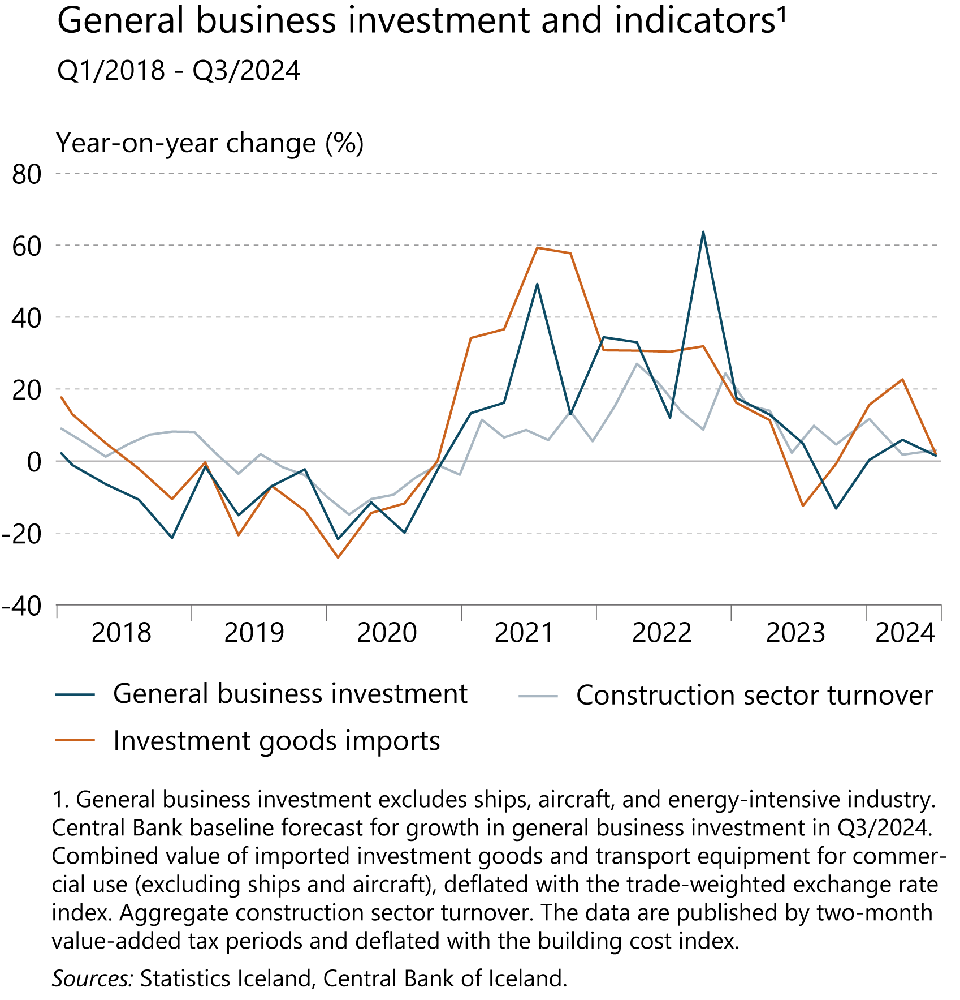 General business investment and indicators¹
Q1/2018 - Q3/2024
Year-on-year change (%)
80
60
40
20
0
-20
-40
2018 2019 2020 2021 2022 2023 2024
General business investment Construction sector turnover
Investment goods imports
1. General business investment excludes ships, aircraft, and energy-intensive industry.
Central Bank baseline forecast for growth in general business investment in Q3/2024.
Combined value of imported investment goods and transport equipment for commer-
cial use (excluding ships and aircraft), deflated with the trade-weighted exchange rate
index. Aggregate construction sector turnover. The data are published by two-month
value-added tax periods and deflated with the building cost index.
Sources: Statistics Iceland, Central Bank of Iceland.